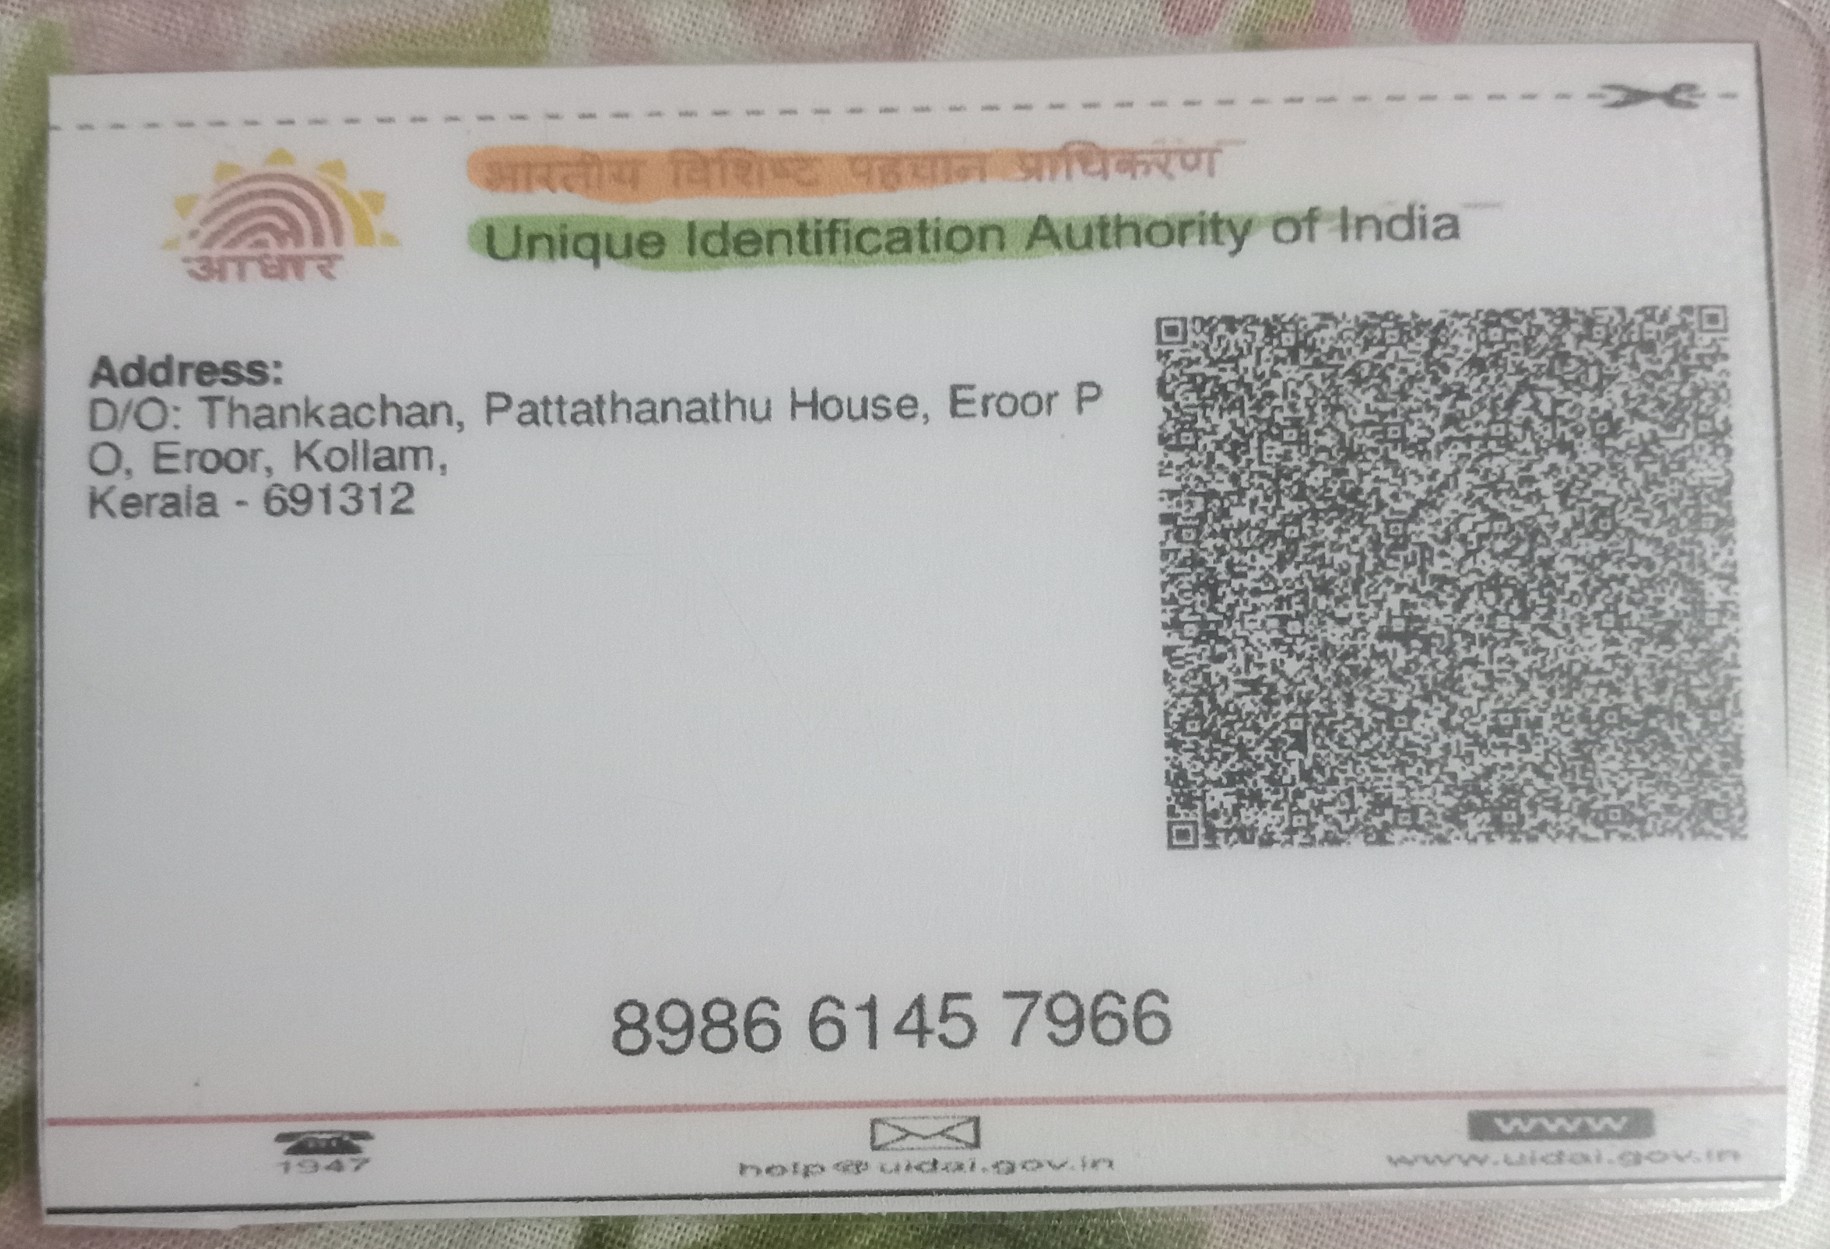 भारतीय विशिष्ट पहचान प्राधिकरण
Unique Identification Authority of India
आधार
Address:
D/O: Thankachan, Pattathanathu House, Eroor P
O, Eroor, Kollam,
Kerala - 691312
8986 6145 7966
1947
help@uidai.gov.in
www
www.uidai.gov.in